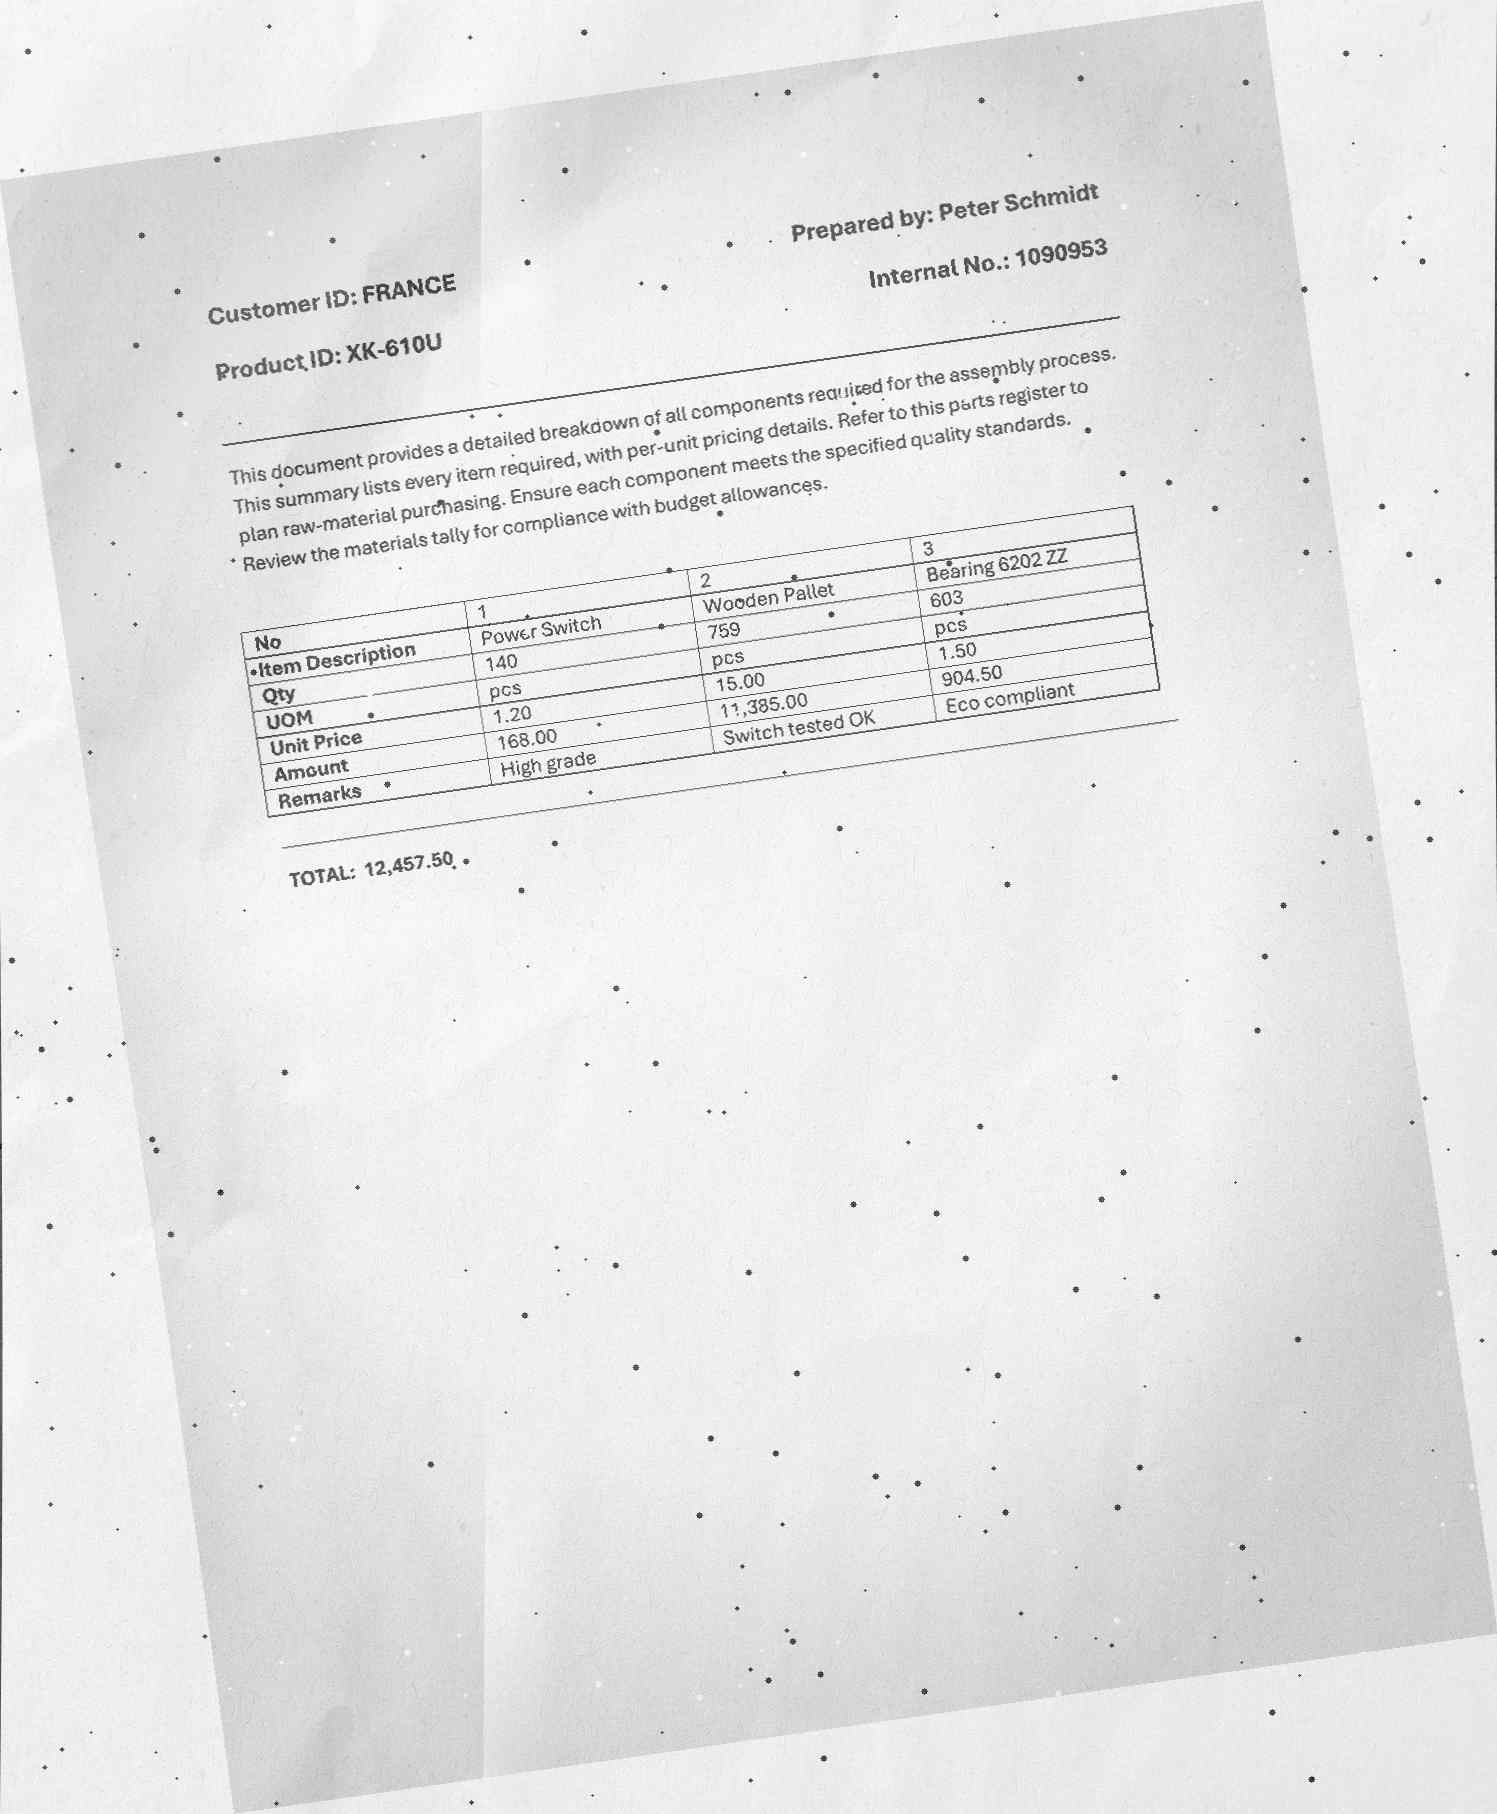 Prepared by: Peter Schmidt
Customer ID: FRANCE
Internal No.: 1090953
Product ID: XK-610U
This document provides a detailed breakdown of all components required for the assembly process.
This summary lists every item required, with per-unit pricing details. Refer to this parts register to
plan raw-material purchasing. Ensure each component meets the specified quality standards.
Review the materials tally for compliance with budget allowances.
No 1 2 3
Item Description Power Switch Wooden Pallet Bearing 6202 ZZ
Qty 140 759 603
UOM pcs pcs pcs
Unit Price 1.20 15.00 1.50
Amount 168.00 11,385.00 904.50
Remarks High grade Switch tested OK Eco compliant
TOTAL: 12,457.50